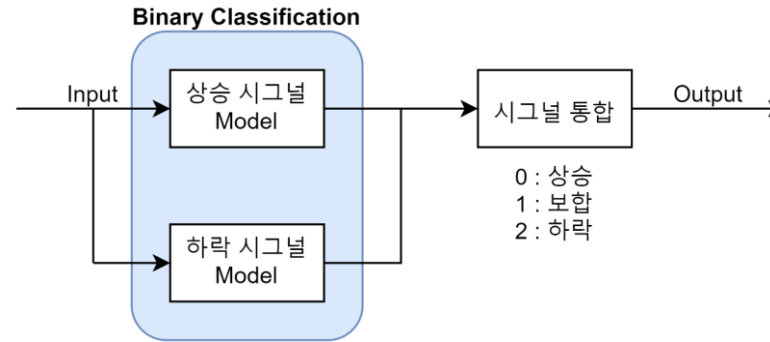 Binary Classification
Input
상승 시그널
Model
시그널 통합
Output
0 : 상승
1 : 보합
2 : 하락
하락 시그널
Model